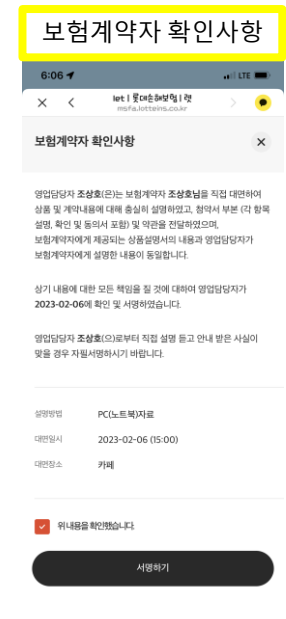 보험계약자 확인사항
6:06
LTE
let | 롯데손해보험 | 렛
msfa.lotteins.co.kr
보험계약자 확인사항
영업담당자 조상호(은)는 보험계약자 조상호님을 직접 대면하여
상품 및 계약내용에 대해 충실히 설명하였고, 청약서 부본 (각 항목
설명, 확인 및 동의서 포함) 및 약관을 전달하였으며,
보험계약자에게 제공되는 상품설명서의 내용과 영업담당자가
보험계약자에게 설명한 내용이 동일합니다.
상기 내용에 대한 모든 책임을 질 것에 대하여 영업담당자가
2023-02-06에 확인 및 서명하였습니다.
영업담당자 조상호(으)로부터 직접 설명 듣고 안내 받은 사실이
맞을 경우 자필서명하시기 바랍니다.
설명방법 PC(노트북)자료
대면일시 2023-02-06 (15:00)
대면장소 카페
위 내용을 확인했습니다.
서명하기